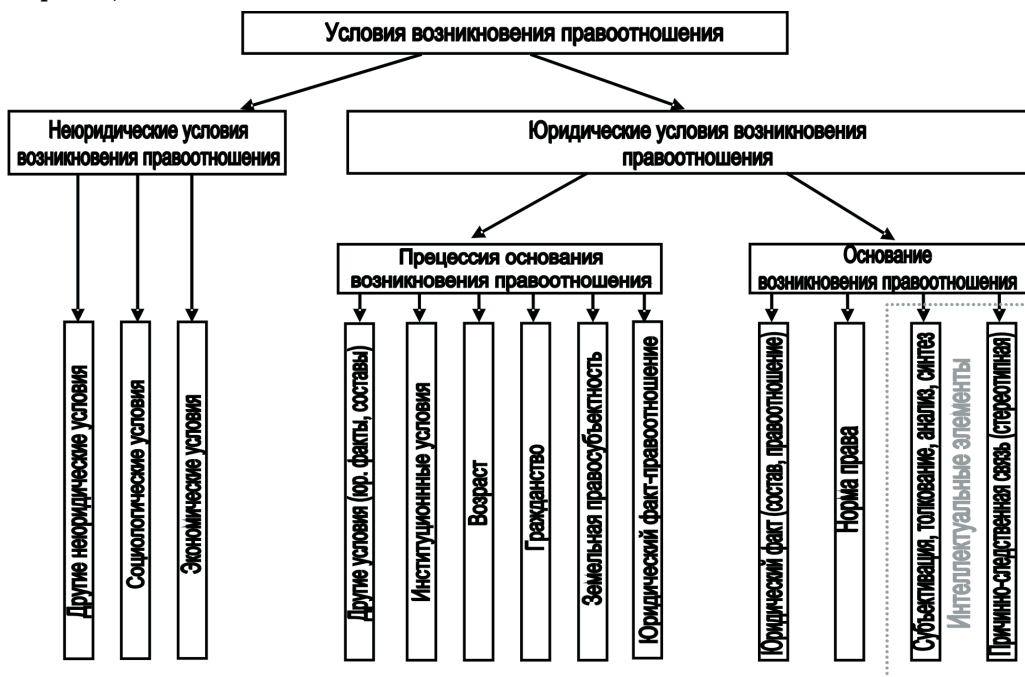 Условия возникновения правоотношения
Неюридические условия
возникновения правоотношения
Юридические условия возникновения
правоотношения
Прецессия основания
возникновения правоотношения
Основание
возникновения правоотношения
Другие неюридические условия
Социологические условия
Экономические условия
Другие условия (юр. факты, составы)
Институционнные условия
Возраст
Гражданство
Земельная правосубъектность
Юридический факт-правоотношение
Юридический факт (состав, правоотношение)
Норма права
Субъективация, толкование, анализ, синтез
Интеллектуальные элементы
Причинно-следственная связь (стереотипная)